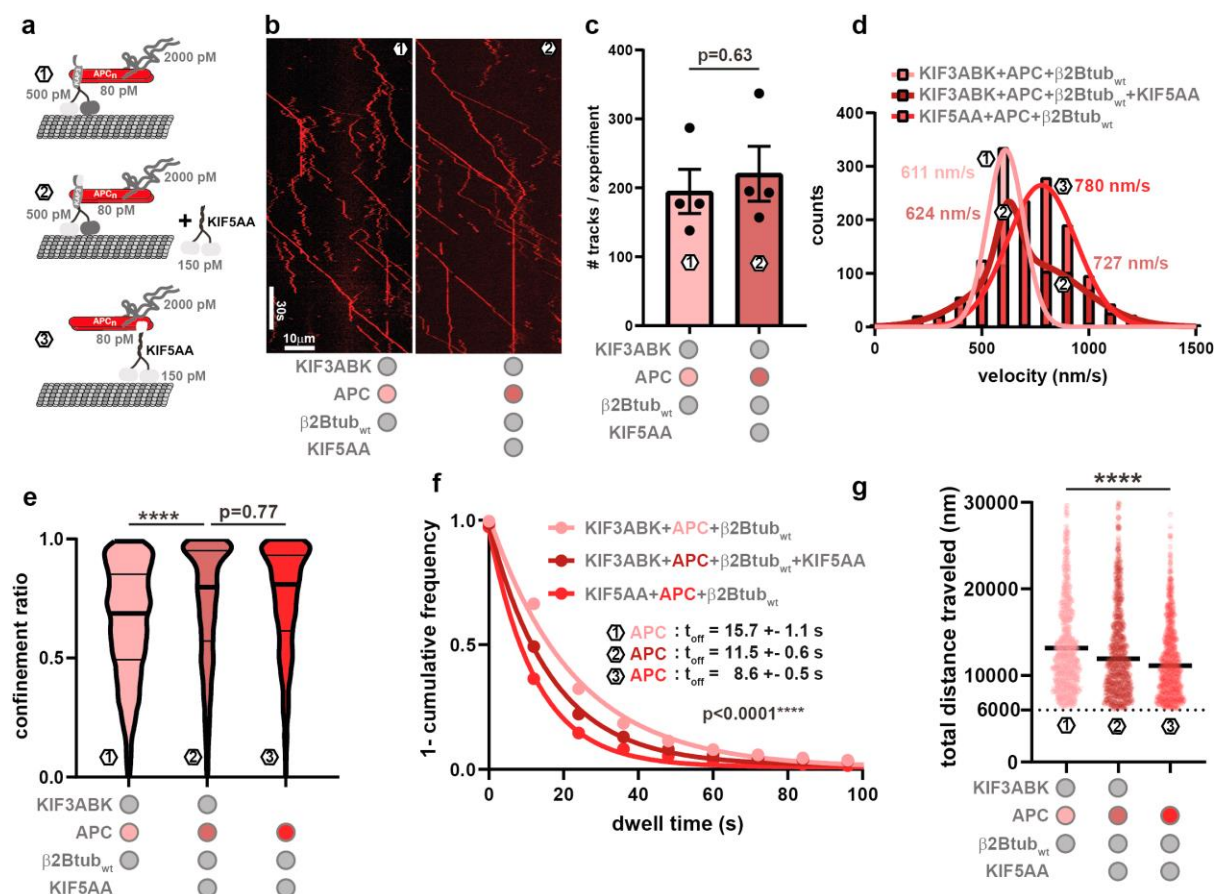 a
1
2000 pM
APCn
500 pM
80 pM
2
2000 pM
APCn
500 pM
80 pM
+
KIF5AA
150 pM
3
2000 pM
APCn
80 pM
KIF5AA
150 pM
b
1
2
30s
10μm
KIF3ABK
APC
β2Btubwt
KIF5AA
c
p=0.63
400
300
200
100
0
# tracks / experiment
1
2
KIF3ABK
APC
β2Btubwt
KIF5AA
d
KIF3ABK+APC+β2Btubwt
KIF3ABK+APC+β2Btubwt+KIF5AA
KIF5AA+APC+β2Btubwt
400
300
200
100
0
counts
1
611 nm/s
3
780 nm/s
2
624 nm/s
727 nm/s
2
0
500
1000
1500
velocity (nm/s)
e
****
p=0.77
1.0
0.5
0.0
confinement ratio
1
2
3
KIF3ABK
APC
β2Btubwt
KIF5AA
f
1.0
0.5
0.0
1- cumulative frequency
KIF3ABK+APC+β2Btubwt
KIF3ABK+APC+β2Btubwt+KIF5AA
KIF5AA+APC+β2Btubwt
1 APC : toff = 15.7 +- 1.1 s
2 APC : toff = 11.5 +- 0.6 s
3 APC : toff = 8.6 +- 0.5 s
p<0.0001****
0
20
40
60
80
100
dwell time (s)
g
****
30000
20000
10000
6000
0
total distance traveled (nm)
1
2
3
KIF3ABK
APC
β2Btubwt
KIF5AA